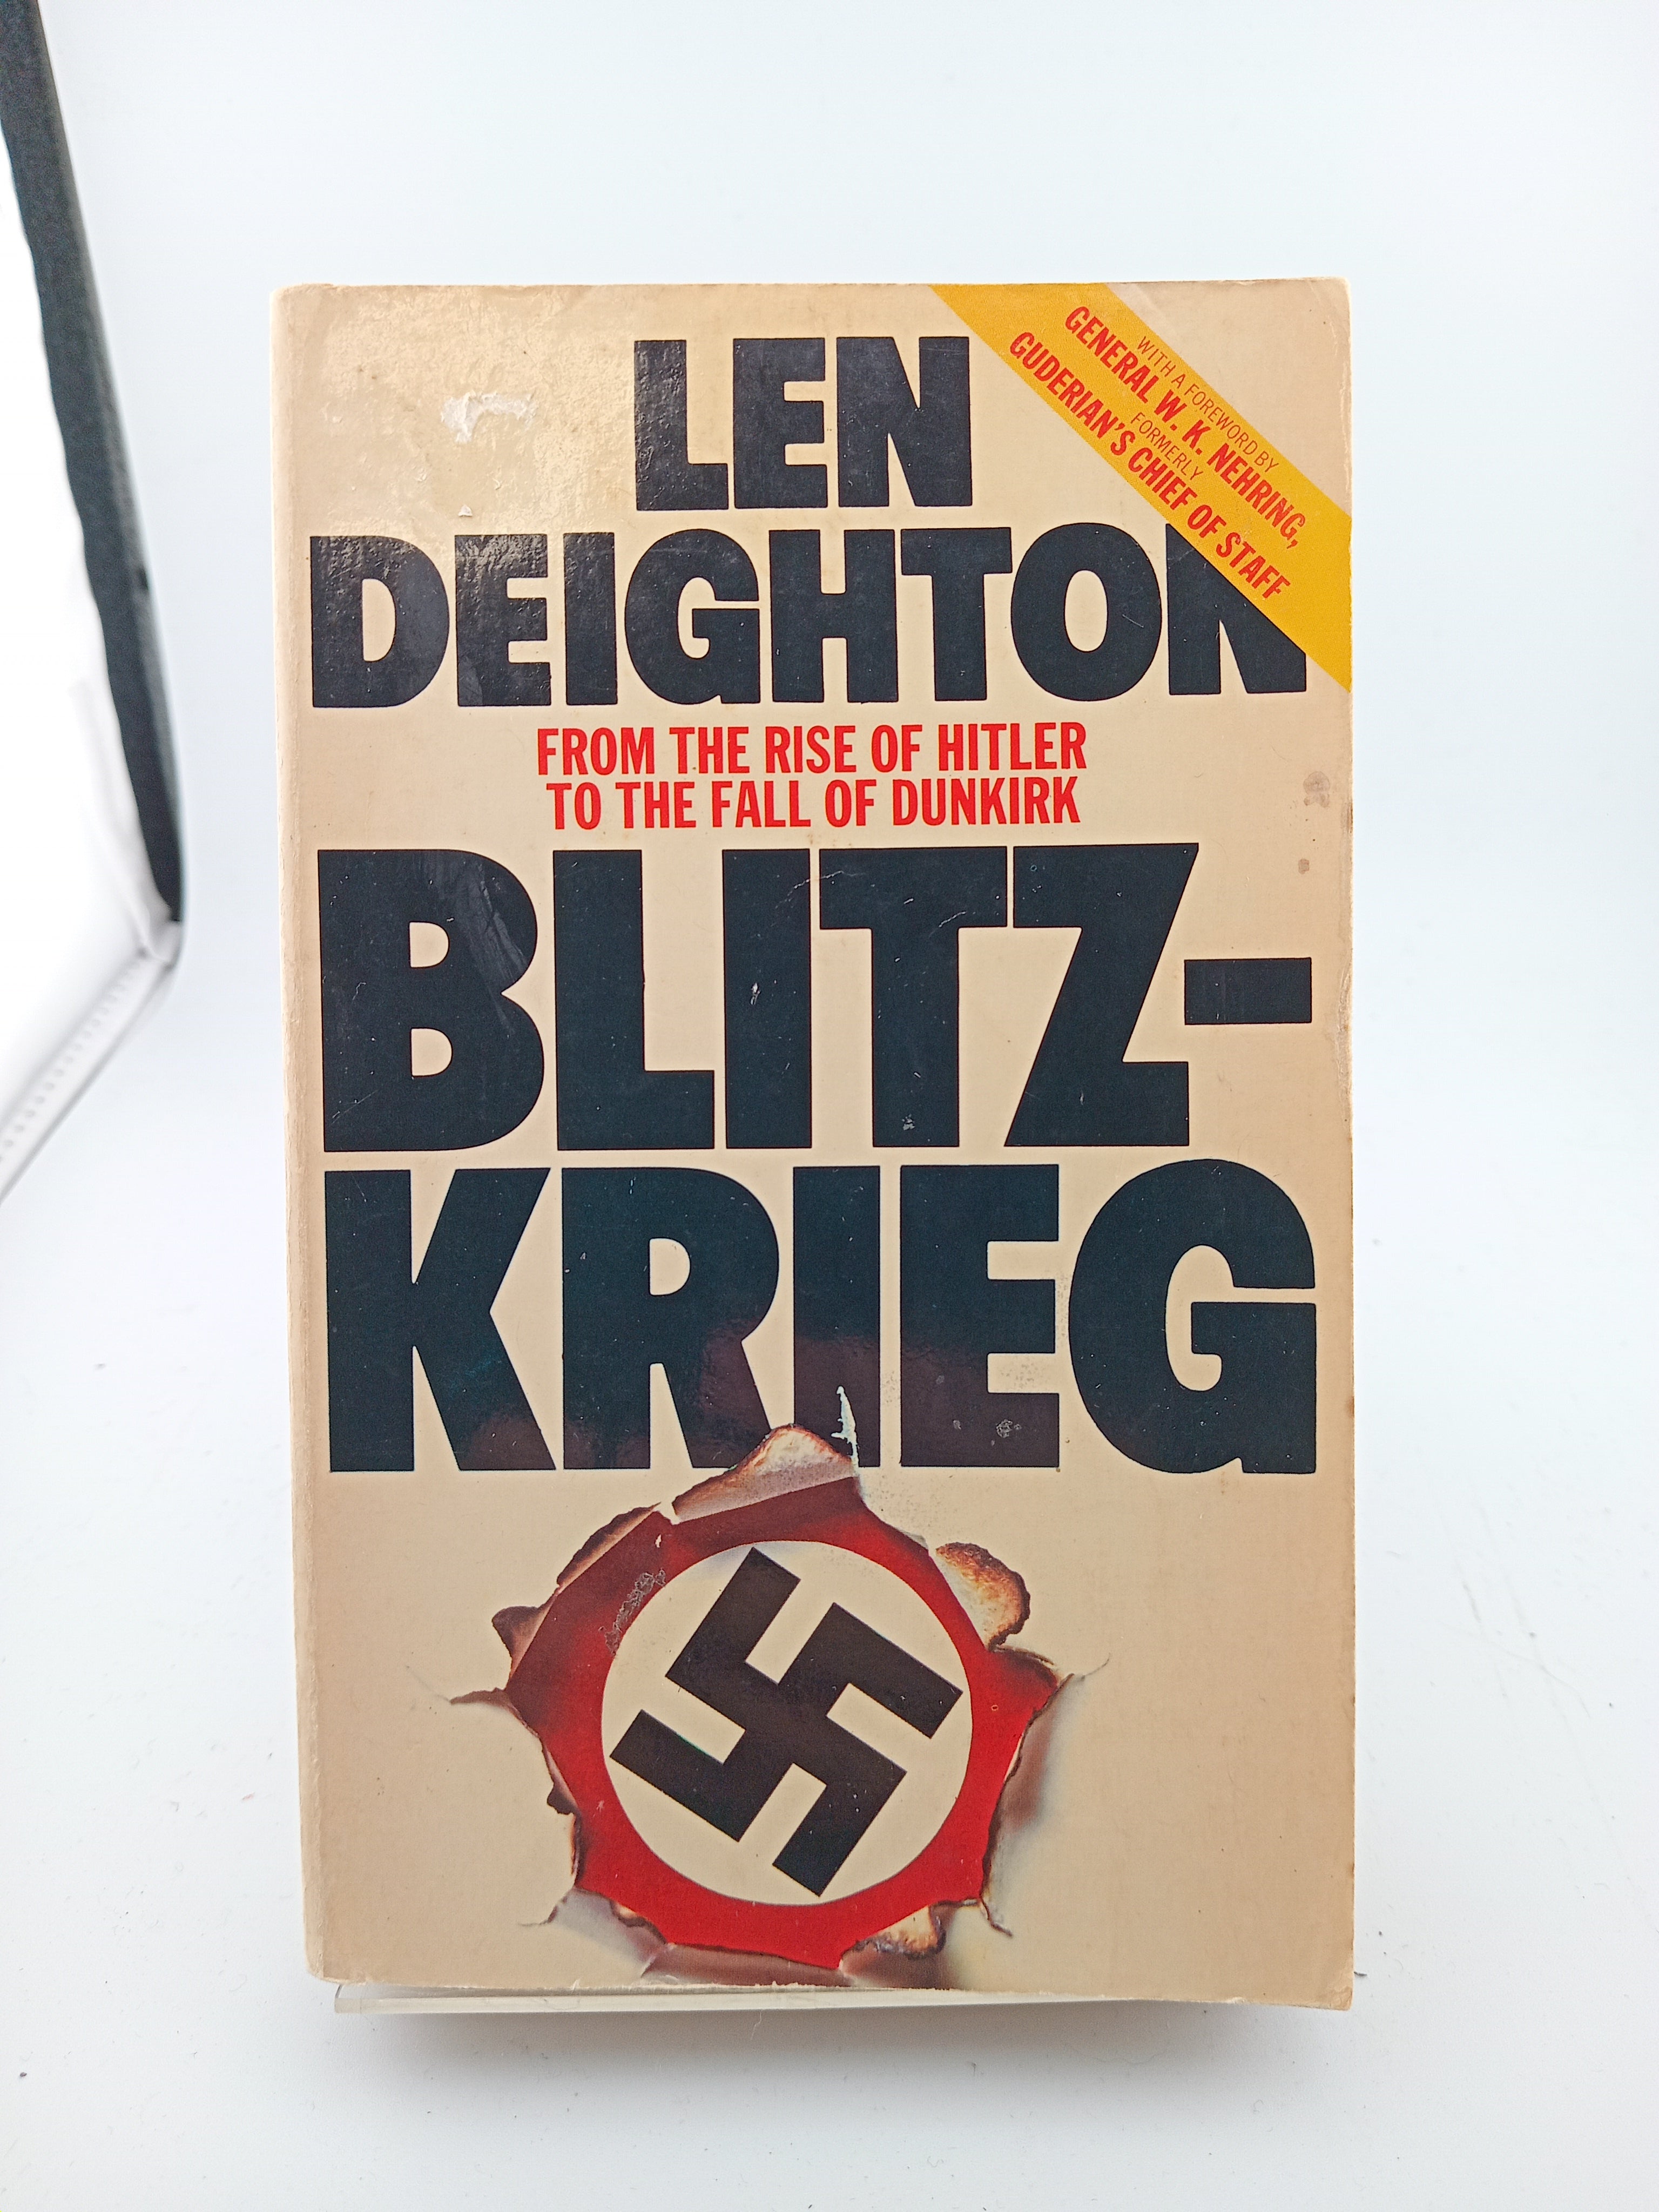 LEN
DEIGHTON
WITH A FOREWORD BY
GENERAL W. K. NEHRING,
FORMERLY
GUDERIAN'S CHIEF OF STAFF
FROM THE RISE OF HITLER
TO THE FALL OF DUNKIRK
BLITZ-
KRIEG